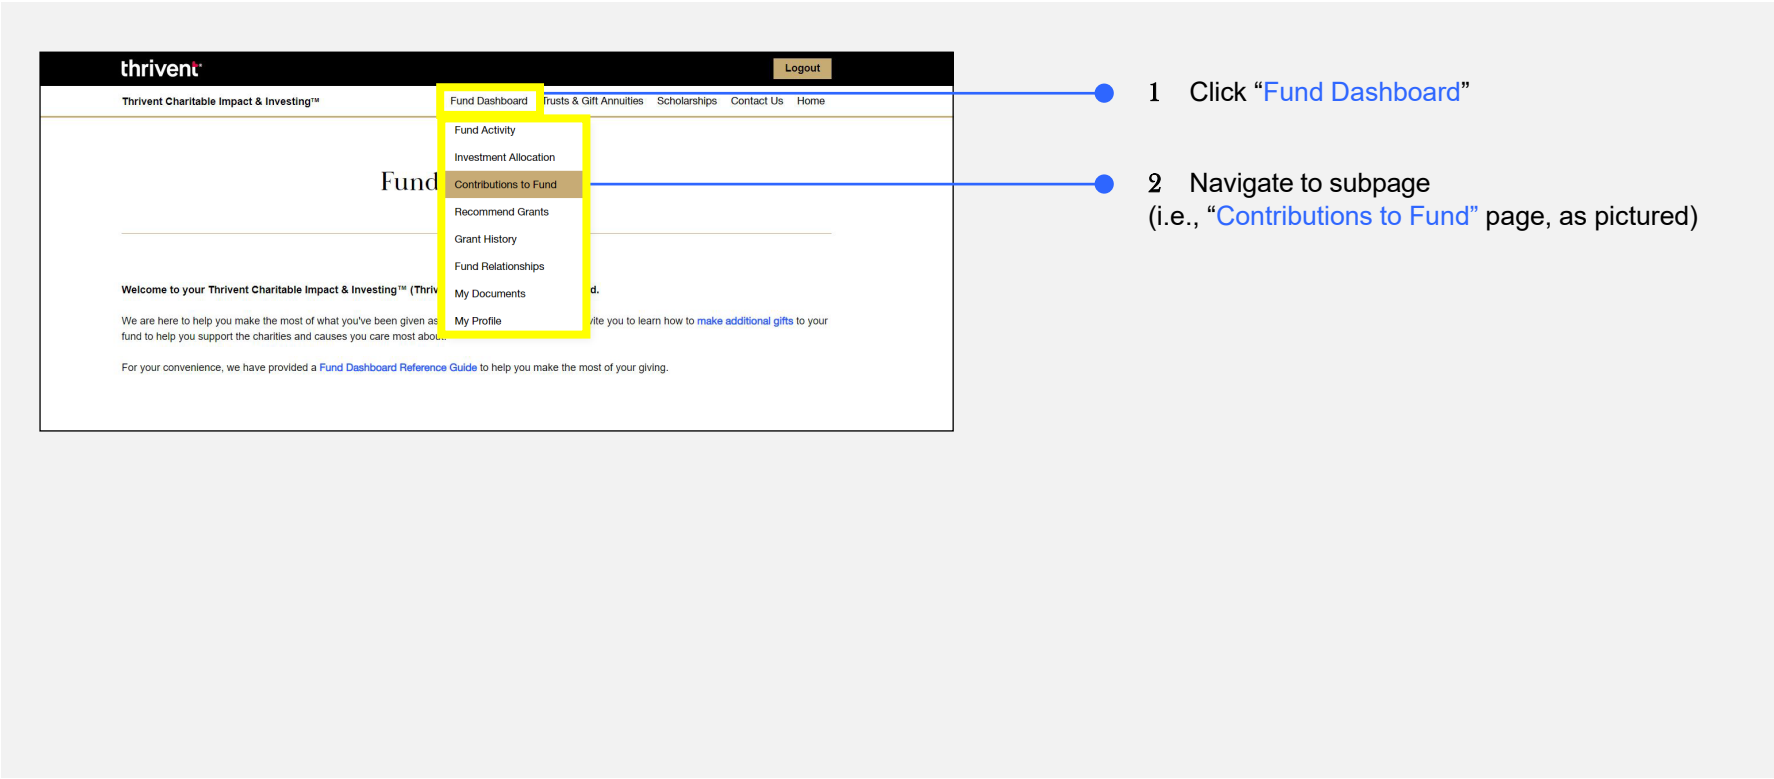 thrivent
Logout
Thrivent Charitable Impact & Investing™
Fund Dashboard
Trusts & Gift Annuities
Scholarships
Contact Us
Home
Fund Activity
Investment Allocation
Contributions to Fund
Recommend Grants
Grant History
Fund Relationships
My Documents
My Profile
Fund
Welcome to your Thrivent Charitable Impact & Investing™
We are here to help you make the most of what you've been given as you to learn how to make additional gifts to your
fund to help you support the charities and causes you care most
For your convenience, we have provided a Fund Dashboard Reference Guide to help you make the most of your giving.
1 Click “Fund Dashboard”
2 Navigate to subpage
(i.e., “Contributions to Fund” page, as pictured)